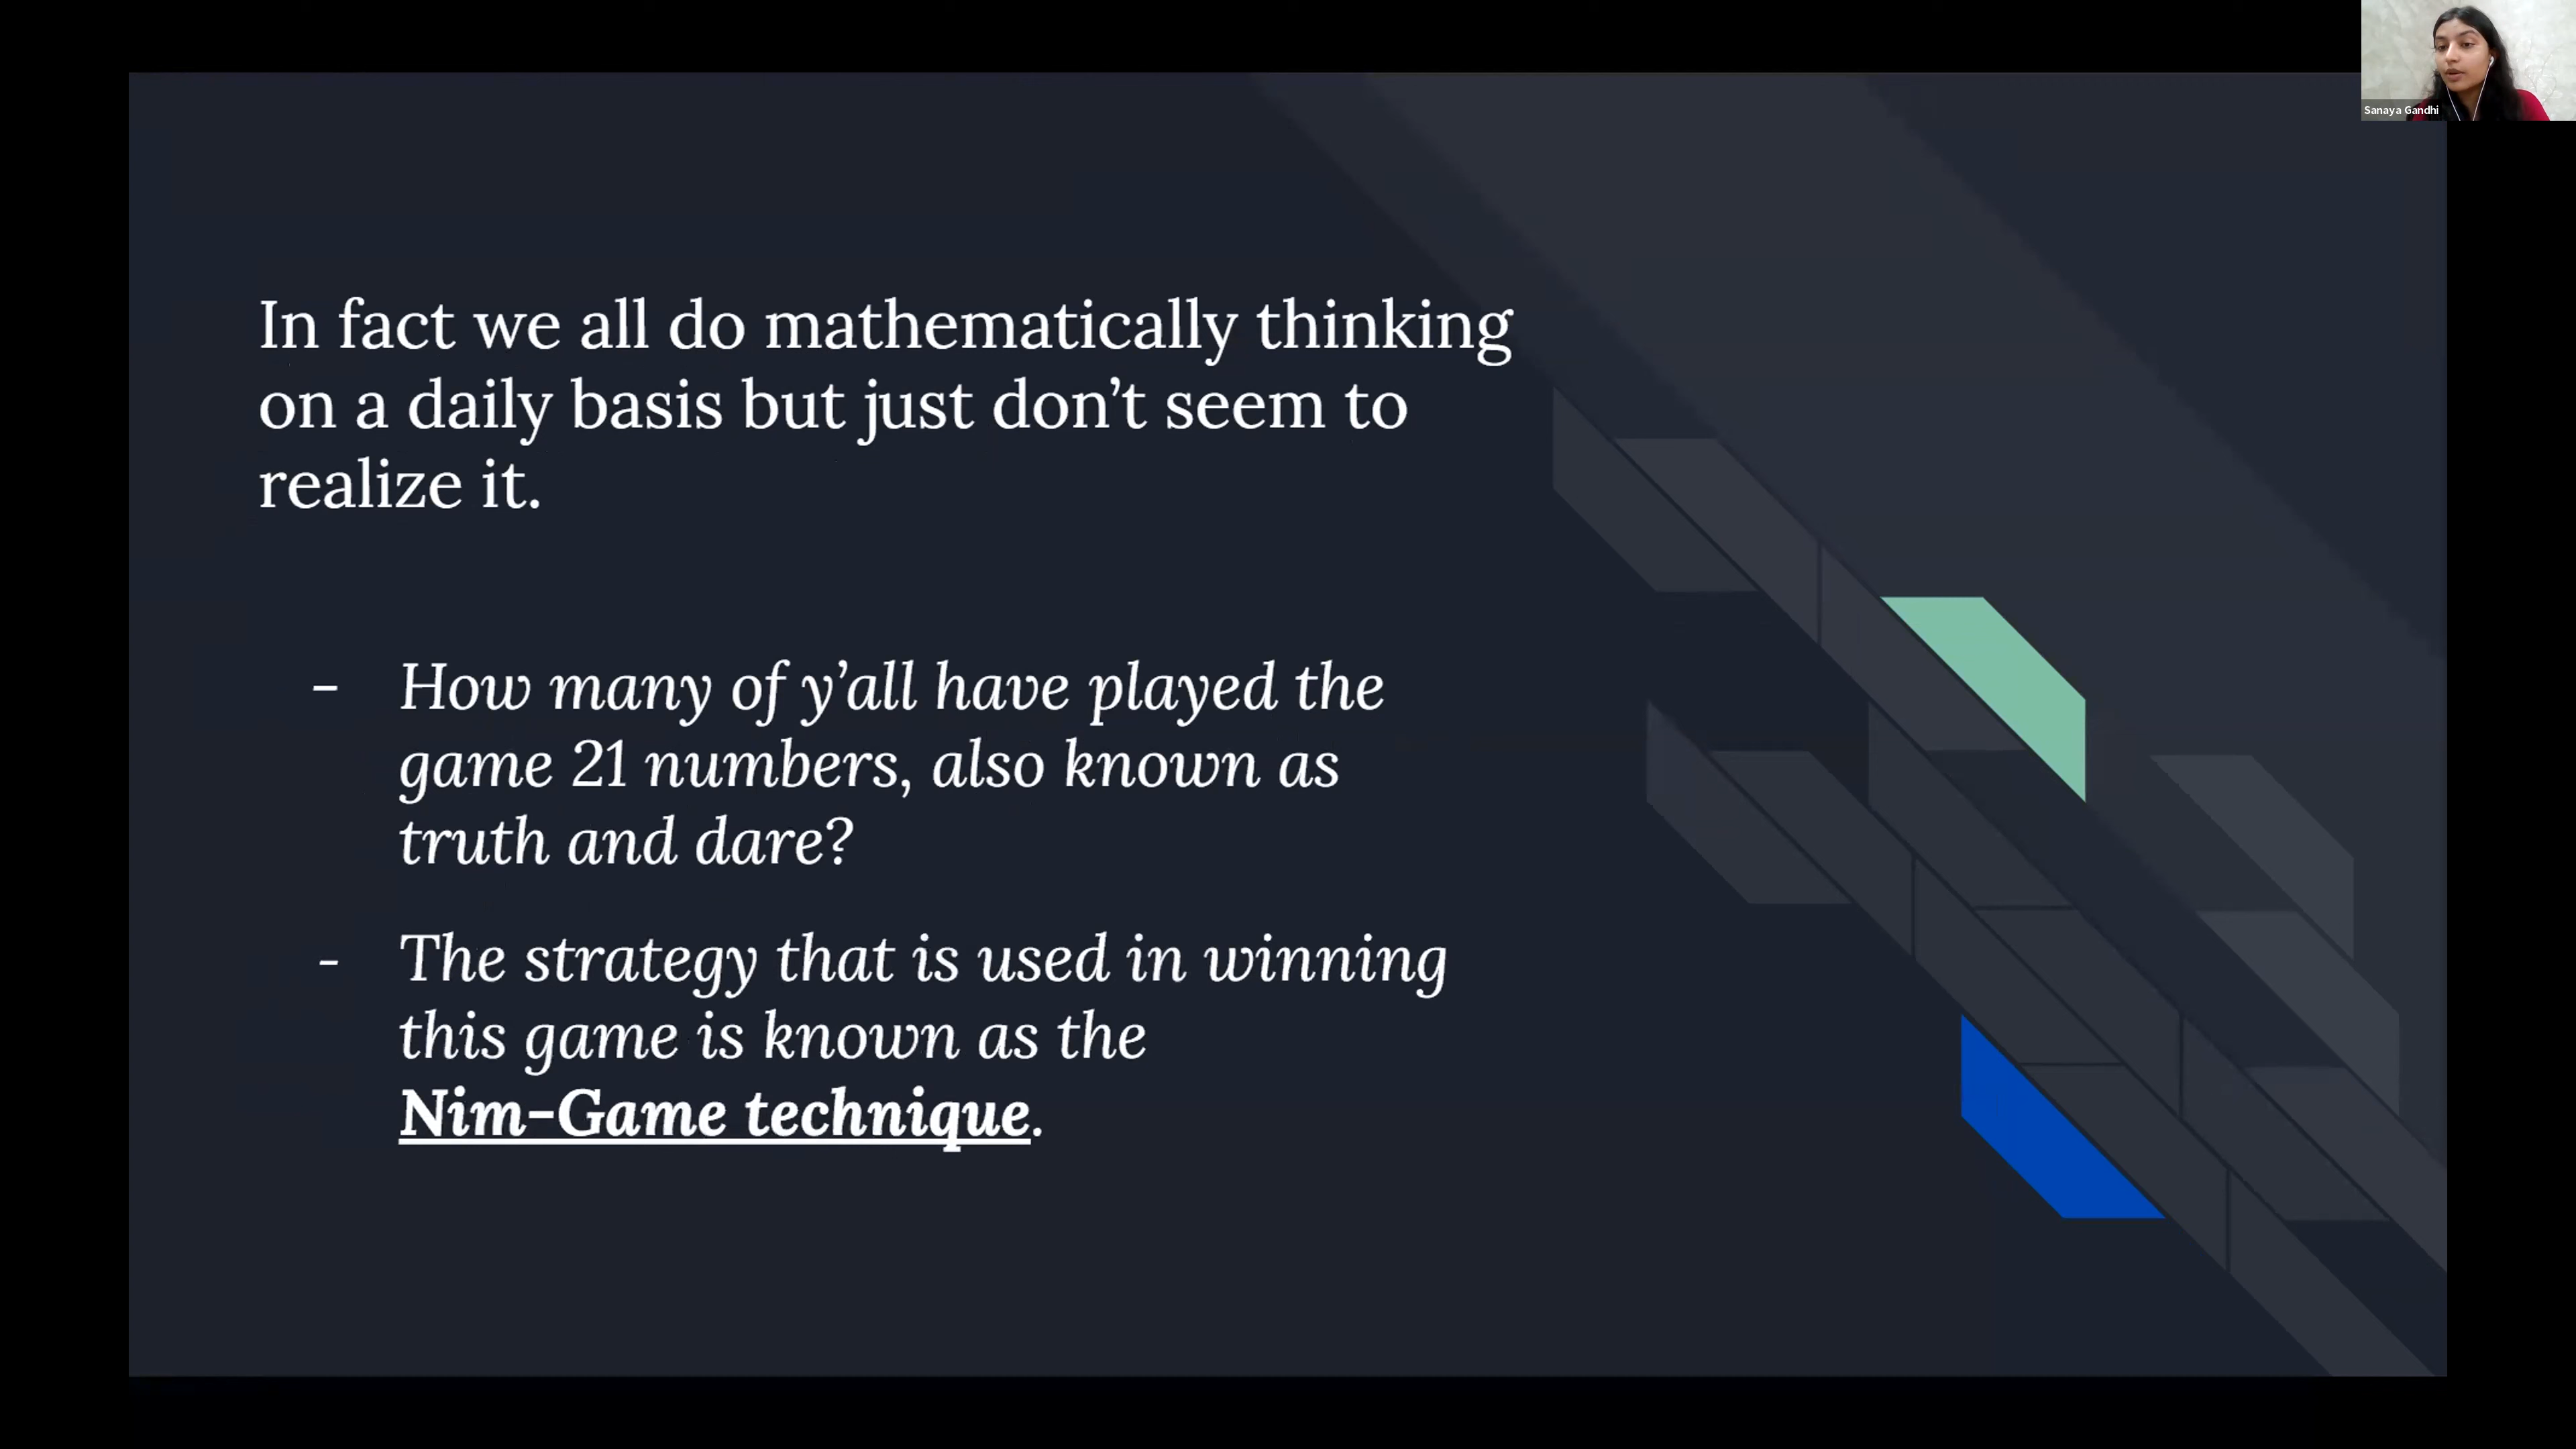 Sanaya Gandhi
In fact we all do mathematically thinking
on a daily basis but just don't seem to
realize it.
- How many of y'all have played the
game 21 numbers, also known as
truth and dare?
- The strategy that is used in winning
this game is known as the
Nim-Game technique.